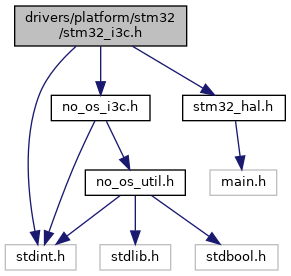 drivers/platform/stm32
/stm32_i3c.h
no_os_i3c.h
stm32_hal.h
main.h
no_os_util.h
stdint.h
stdlib.h
stdbool.h